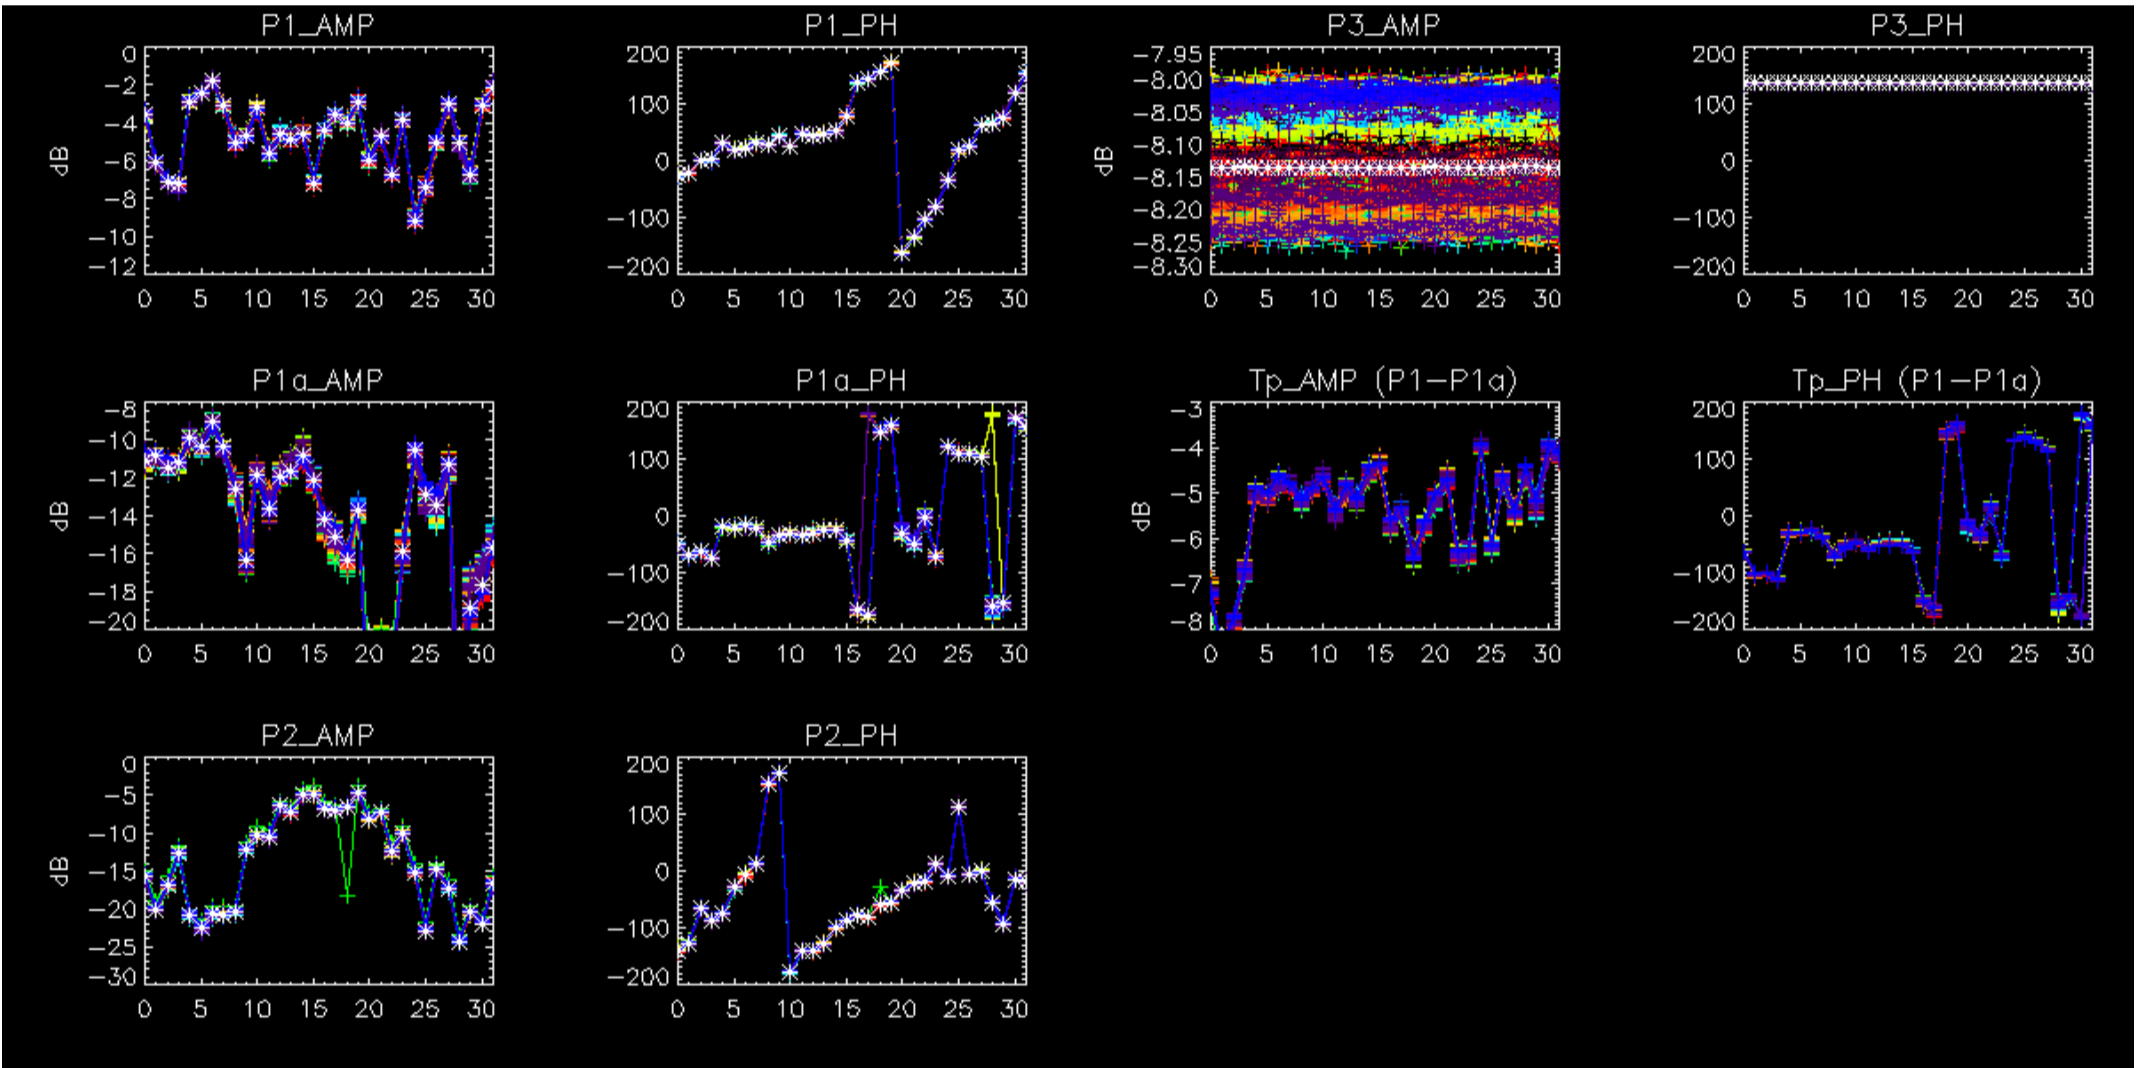 P1_AMP
0
-2
-4
-6
-8
-10
-12
dB
0 5 10 15 20 25 30
P1_PH
200
100
0
-100
-200
0 5 10 15 20 25 30
P3_AMP
-7.95
-8.00
-8.05
-8.10
-8.15
-8.20
-8.25
-8.30
dB
0 5 10 15 20 25 30
P3_PH
200
100
0
-100
-200
0 5 10 15 20 25 30
P1a_AMP
-8
-10
-12
-14
-16
-18
-20
dB
0 5 10 15 20 25 30
P1a_PH
200
100
0
-100
-200
0 5 10 15 20 25 30
Tp_AMP (P1-P1a)
-3
-4
-5
-6
-7
-8
dB
0 5 10 15 20 25 30
Tp_PH (P1-P1a)
200
100
0
-100
-200
0 5 10 15 20 25 30
P2_AMP
0
-5
-10
-15
-20
-25
-30
dB
0 5 10 15 20 25 30
P2_PH
200
100
0
-100
-200
0 5 10 15 20 25 30